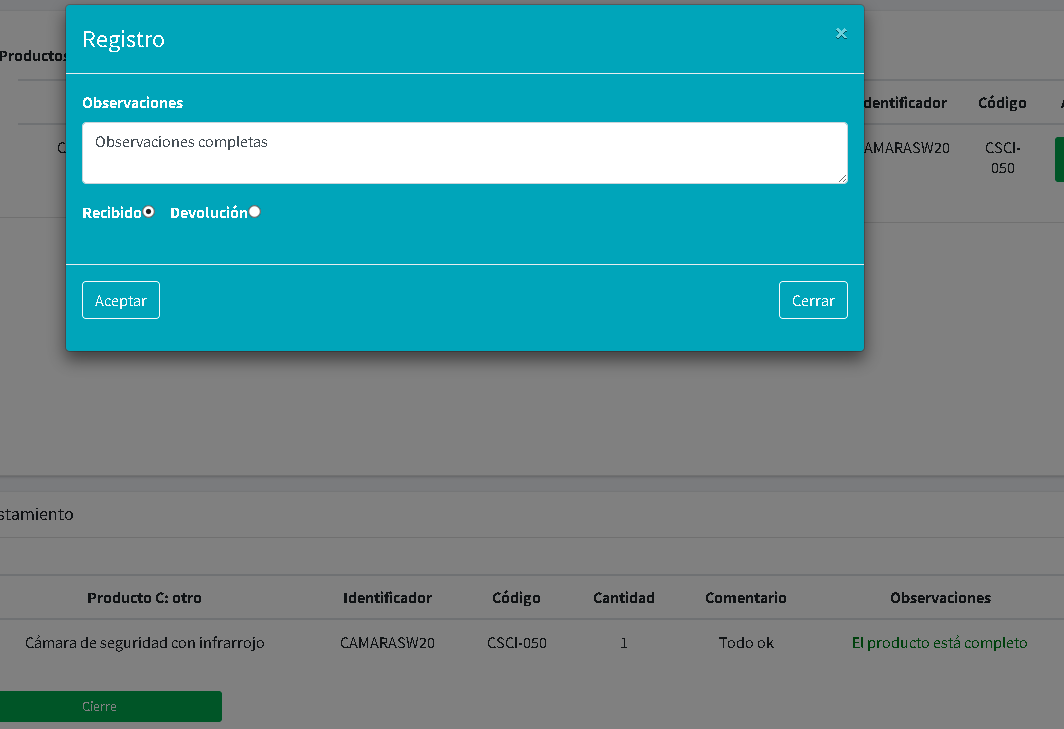 Registro
×
Productos
Observaciones
Identificador Código
Observaciones completas
CAMARASW20 CSCI-
050
Recibido Devolución
Aceptar Cerrar
stamiento
Producto C: otro Identificador Código Cantidad Comentario Observaciones
Cámara de seguridad con infrarrojo CAMARASW20 CSCI-050 1 Todo ok El producto está completo
Cierre